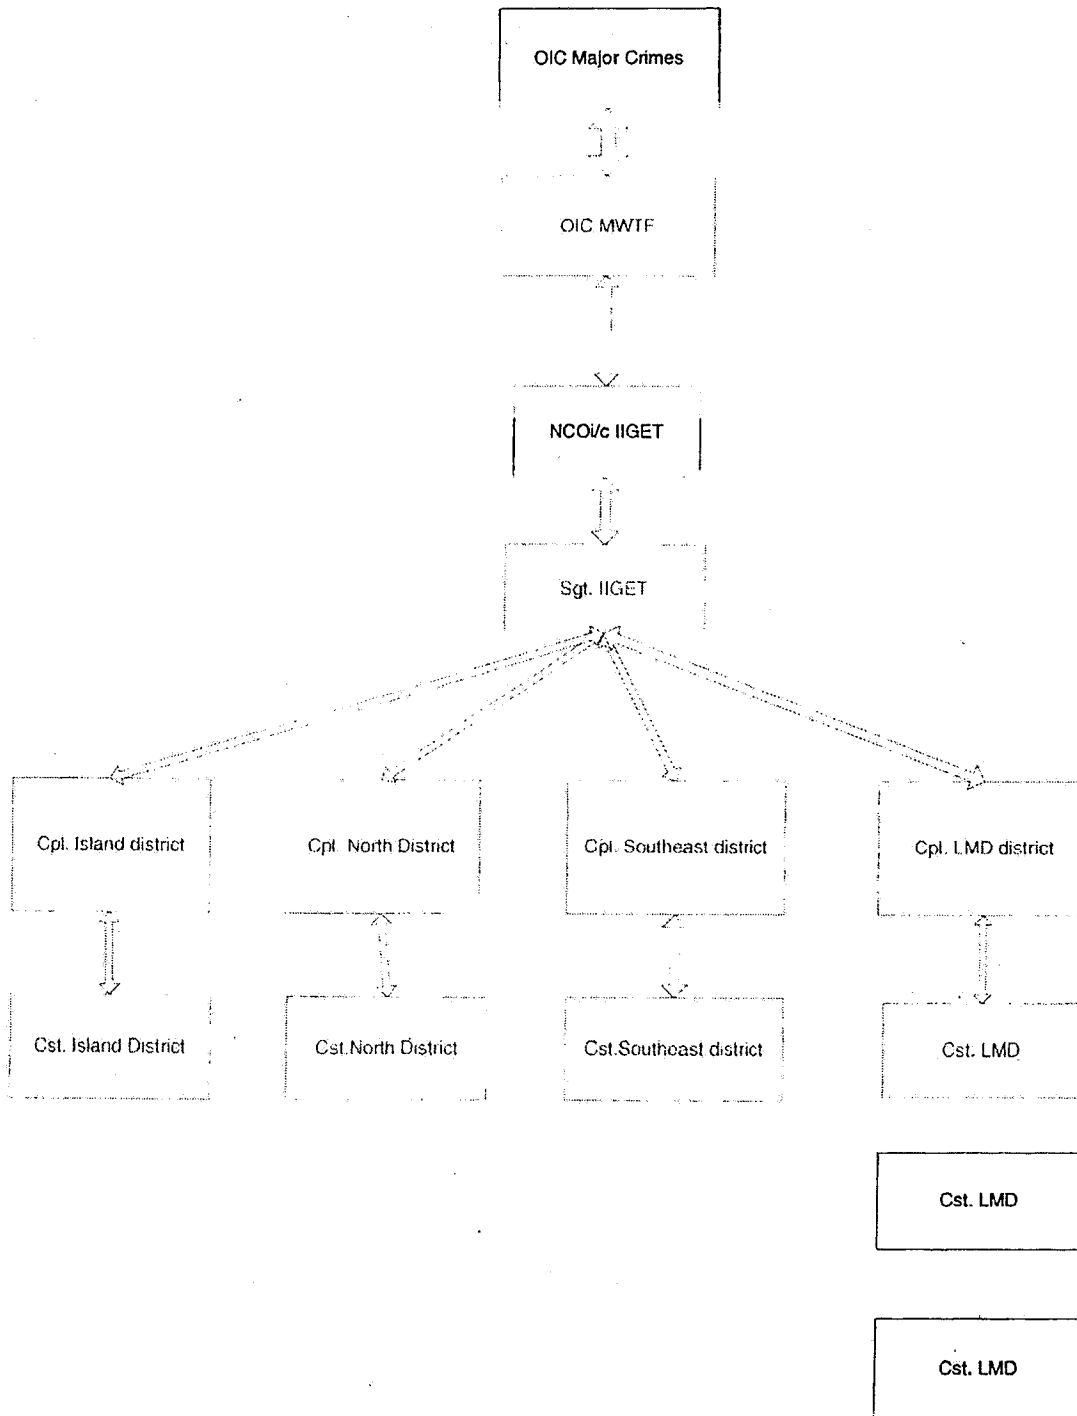 OIC Major Crimes
OIC MWTF
NCOi/c IIGET
Sgt. IIGET
Cpl. Island district
Cpl. North District
Cpl. Southeast district
Cpl. LMD district
Cst. Island District
Cst.North District
Cst.Southeast district
Cst. LMD
Cst. LMD
Cst. LMD